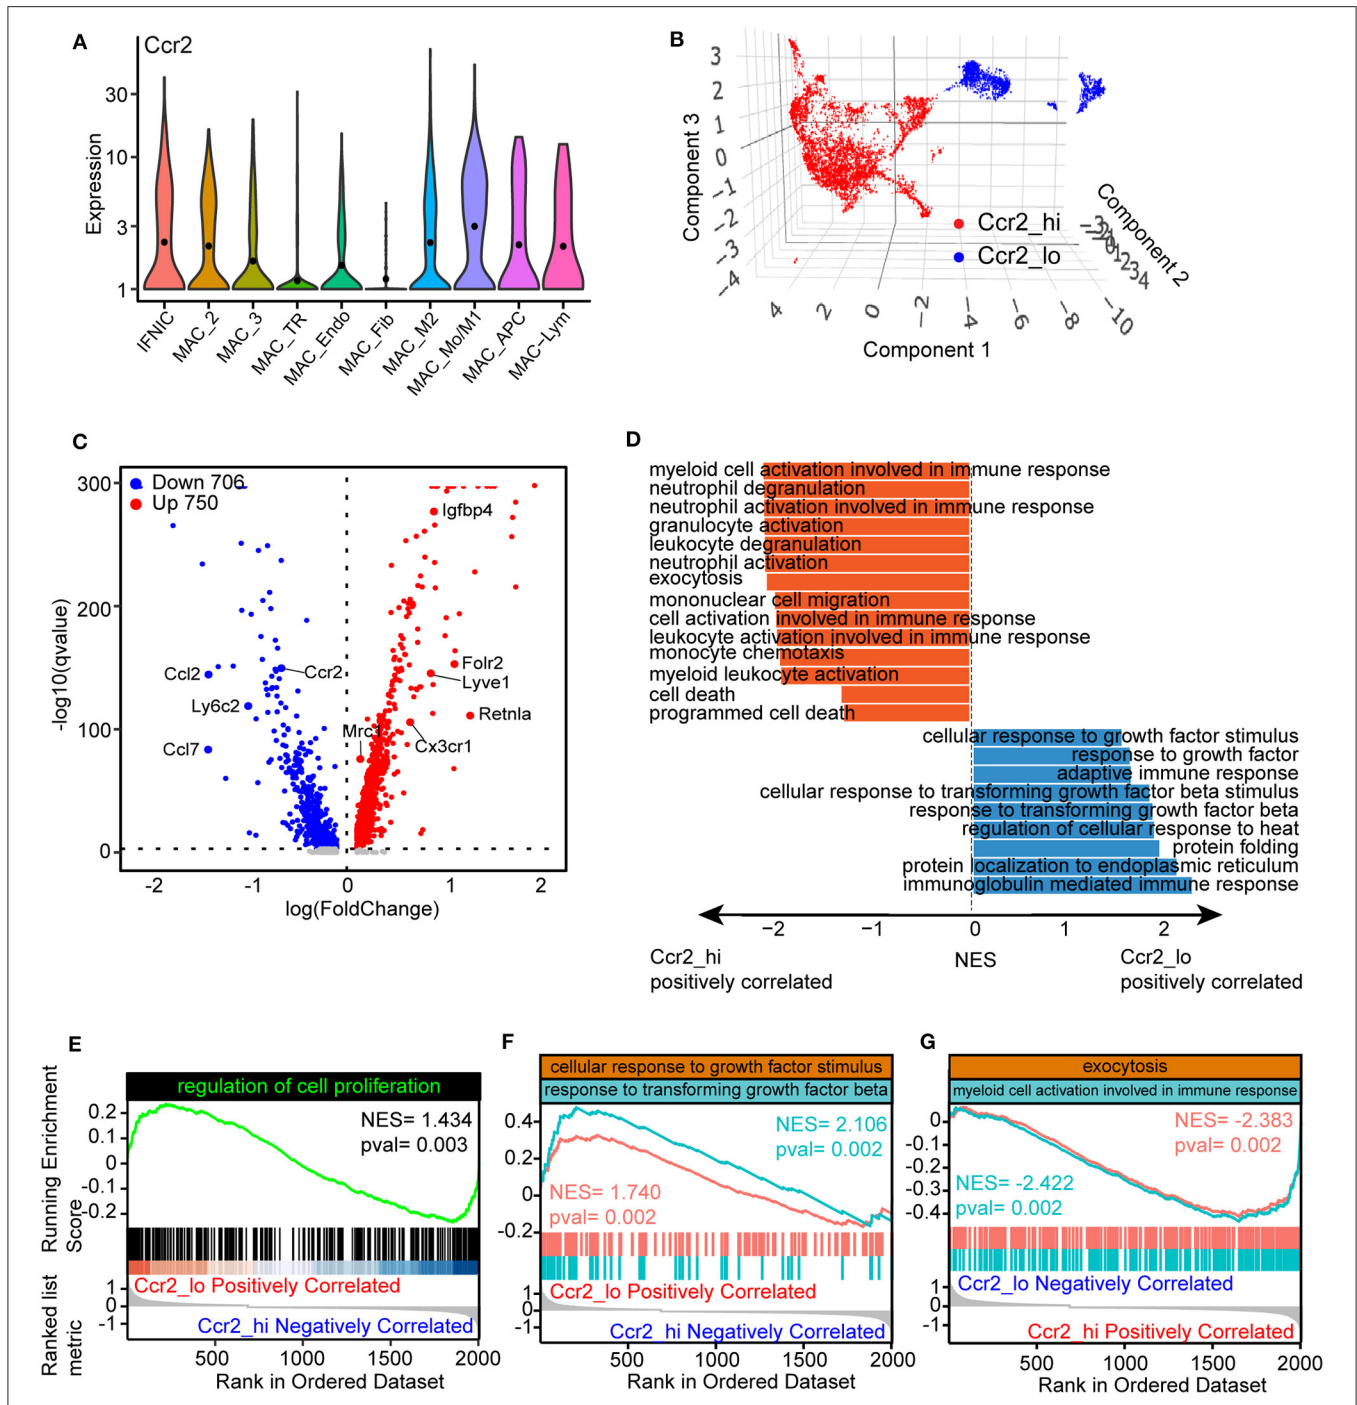 A
Ccr2
30
10
3
1
Expression
IFNIC
MAC_2
MAC_3
MAC_TR
MAC_Endo
MAC_Fib
MAC_M2
MAC_Mo/M1
MAC_APC
MAC-Lym
B
3
2
1
0
−1
−2
−3
−4
Component 3
4
2
0
−2
−4
−6
−8
−10
Component 1
Component 2
Ccr2_hi
Ccr2_lo
C
Down 706
Up 750
300
200
100
0
-log10(qvalue)
Igfbp4
Folr2
Lyve1
Retnla
Cx3cr1
Mrc1
Ccr2
Ccl2
Ly6c2
Ccl7
-2
-1
0
1
2
log(FoldChange)
D
myeloid cell activation involved in immune response
neutrophil degranulation
neutrophil activation involved in immune response
granulocyte activation
leukocyte degranulation
neutrophil activation
exocytosis
mononuclear cell migration
cell activation involved in immune response
leukocyte activation involved in immune response
monocyte chemotaxis
myeloid leukocyte activation
cell death
programmed cell death
cellular response to growth factor stimulus
response to growth factor
adaptive immune response
cellular response to transforming growth factor beta stimulus
response to transforming growth factor beta
regulation of cellular response to heat
protein folding
protein localization to endoplasmic reticulum
immunoglobulin mediated immune response
−2
−1
0
1
2
Ccr2_hi
positively correlated
NES
Ccr2_lo
positively correlated
E
regulation of cell proliferation
NES= 1.434
pval= 0.003
0.2
0.1
0
-0.1
-0.2
Running Enrichment
Score
Ccr2_lo Positively Correlated
Ccr2_hi Negatively Correlated
1
0
-1
Ranked list
metric
500
1000
1500
2000
Rank in Ordered Dataset
F
cellular response to growth factor stimulus
response to transforming growth factor beta
NES= 2.106
pval= 0.002
NES= 1.740
pval= 0.002
0.4
0.2
0
-0.2
Ccr2_lo Positively Correlated
Ccr2_hi Negatively Correlated
1
0
-1
500
1000
1500
2000
Rank in Ordered Dataset
G
exocytosis
myeloid cell activation involved in immune response
NES= -2.383
pval= 0.002
NES= -2.422
pval= 0.002
0
-0.1
-0.2
-0.3
-0.4
Ccr2_lo Negatively Correlated
Ccr2_hi Positively Correlated
1
0
-1
500
1000
1500
2000
Rank in Ordered Dataset